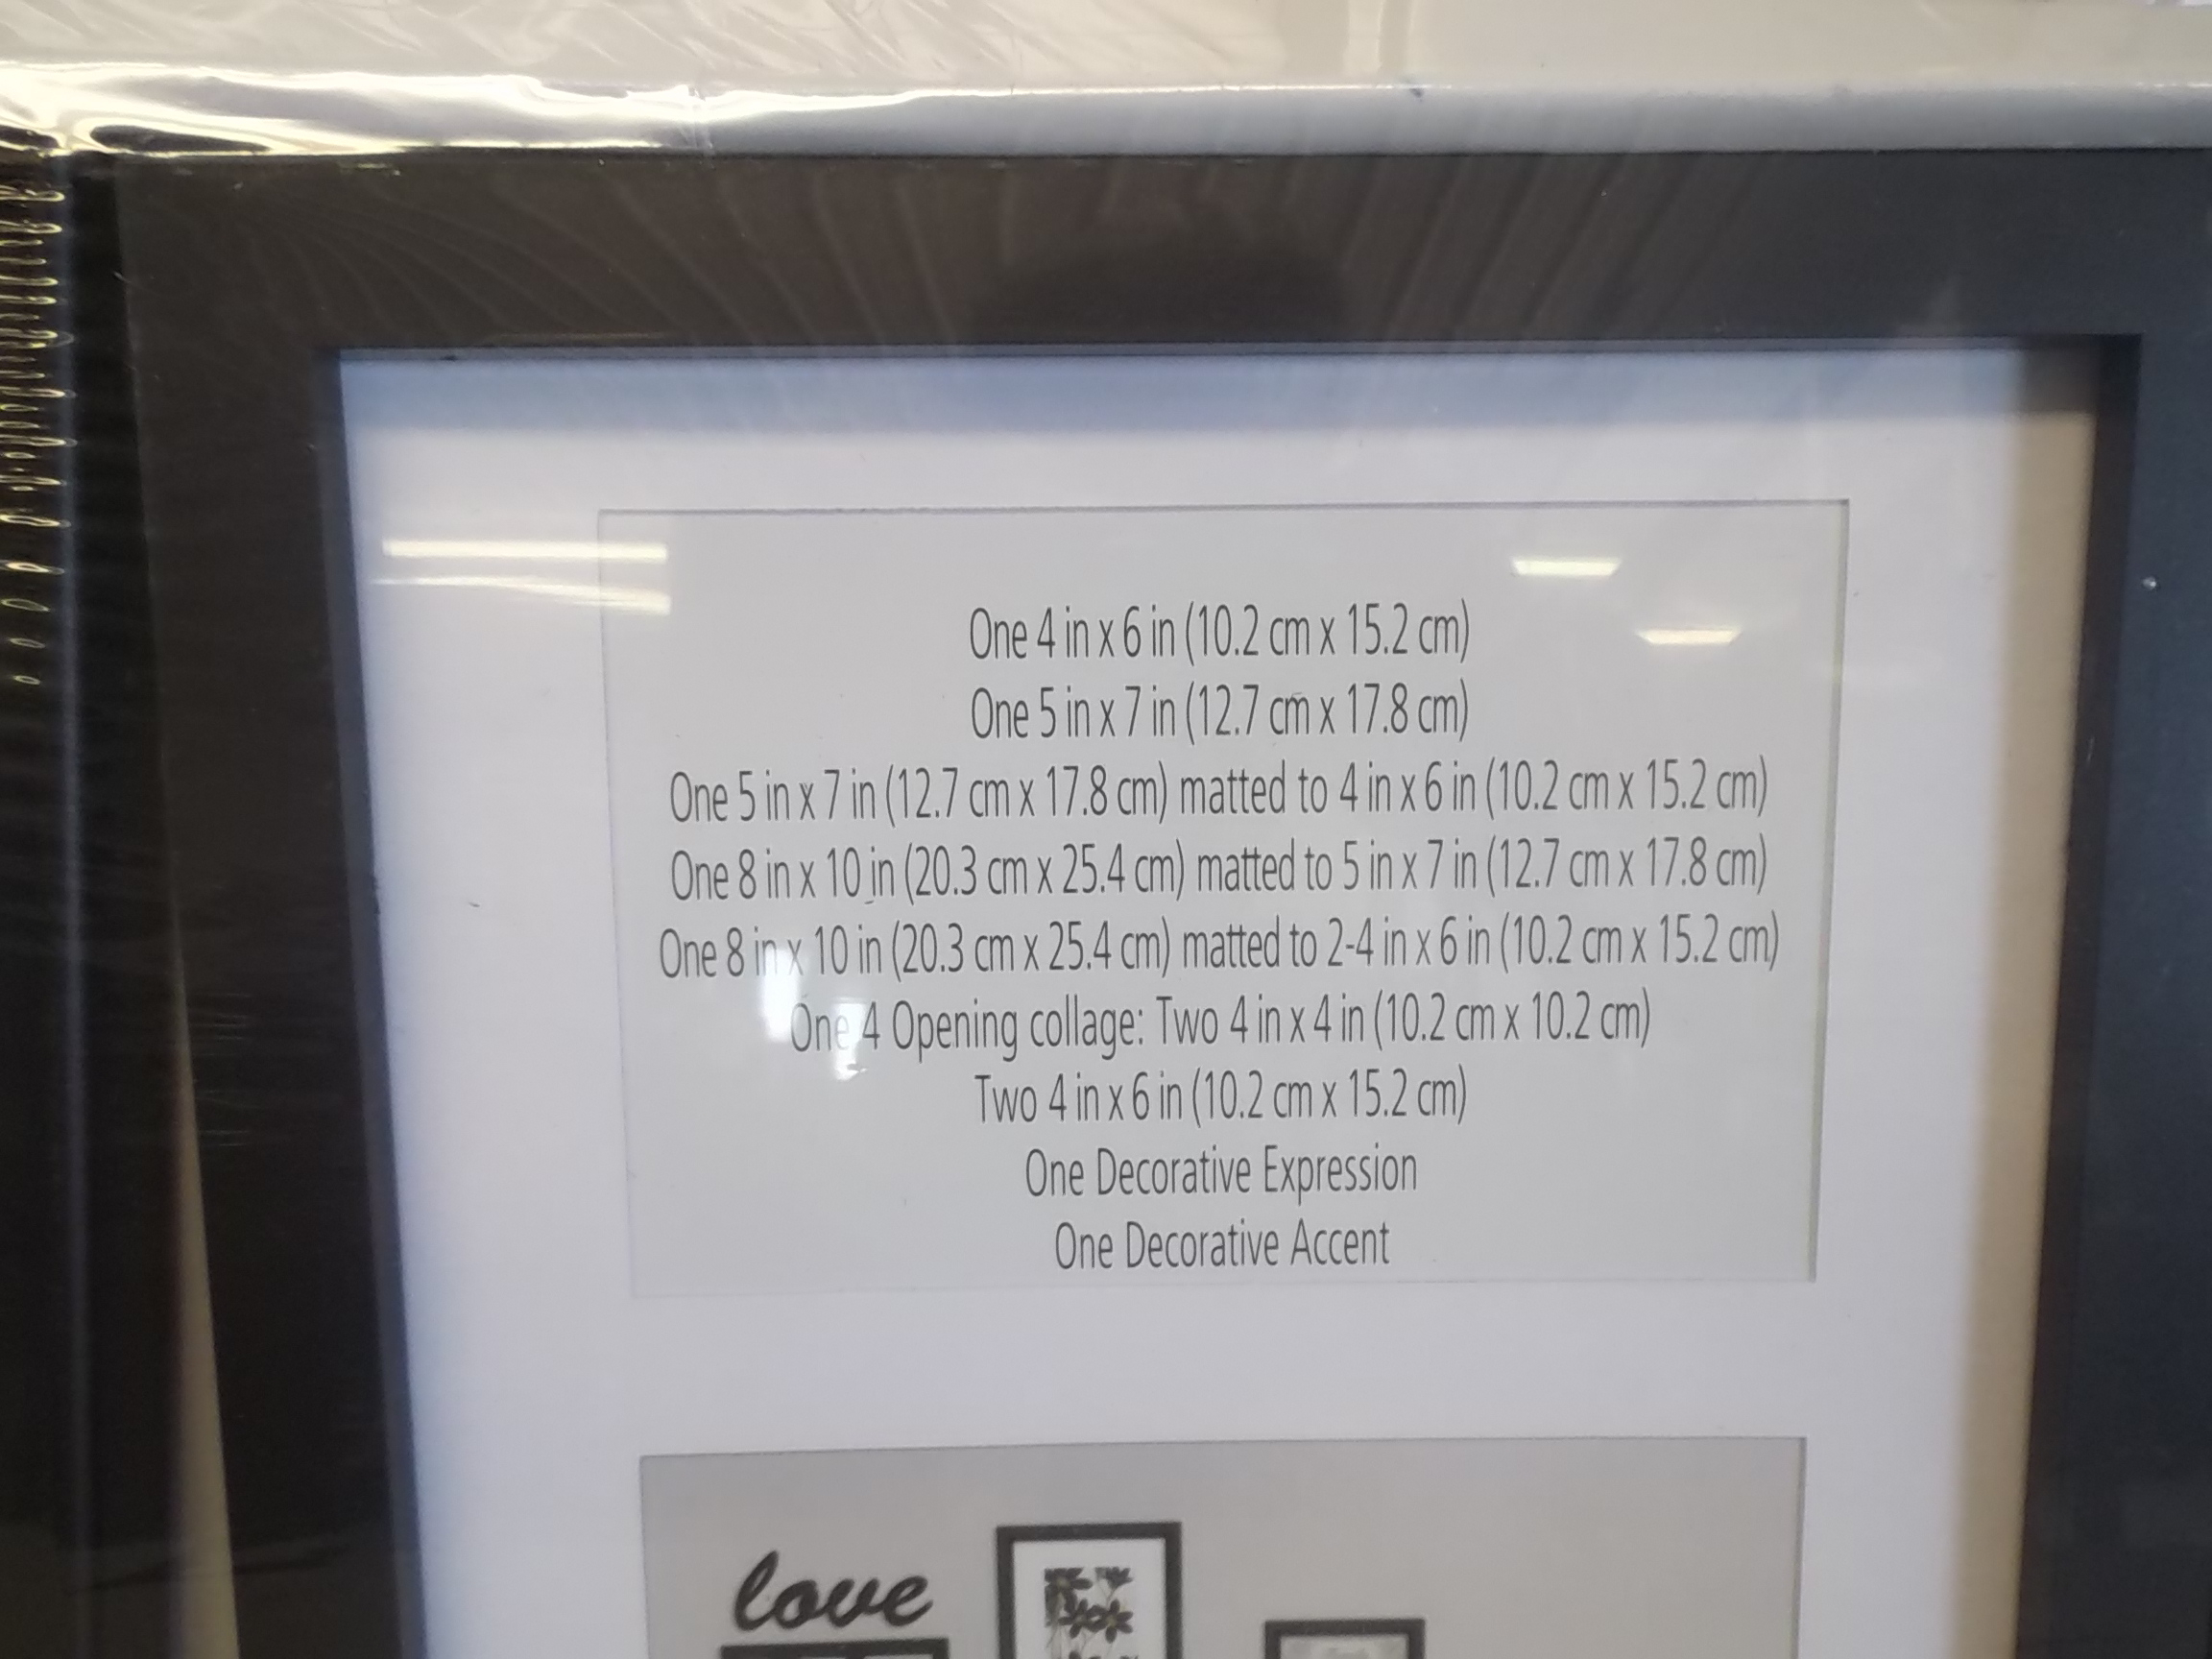 One 4 in x 6 in (10.2 cm x 15.2 cm)
One 5 in x 7 in (12.7 cm x 17.8 cm)
One 5 in x 7 in (12.7 cm x 17.8 cm) matted to 4 in x 6 in (10.2 cm x 15.2 cm)
One 8 in x 10 in (20.3 cm x 25.4 cm) matted to 5 in x 7 in (12.7 cm x 17.8 cm)
One 8 in x 10 in (20.3 cm x 25.4 cm) matted to 2-4 in x 6 in (10.2 cm x 15.2 cm)
One 4 Opening collage: Two 4 in x 4 in (10.2 cm x 10.2 cm)
Two 4 in x 6 in (10.2 cm x 15.2 cm)
One Decorative Expression
One Decorative Accent
love